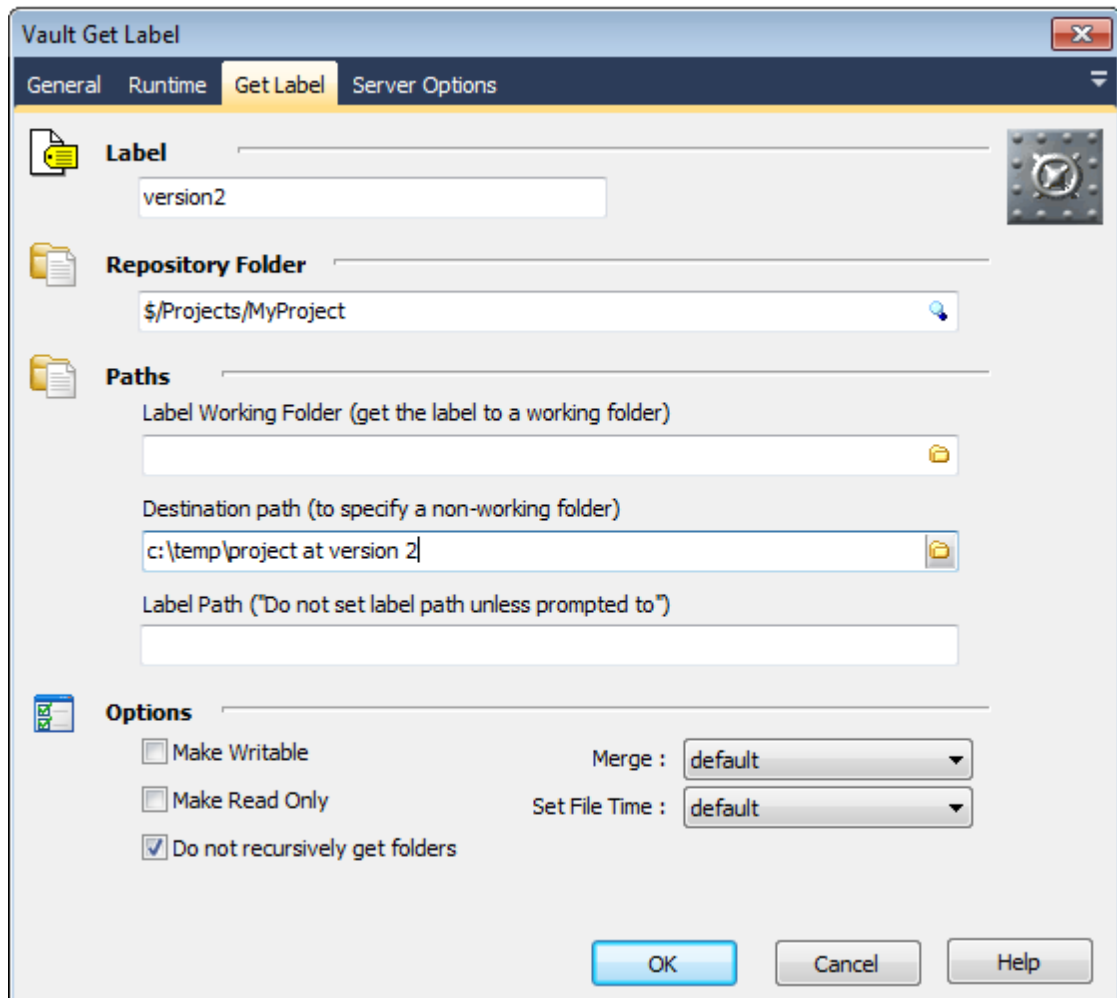 Vault Get Label
General Runtime Get Label Server Options
Label
version2
Repository Folder
$/Projects/MyProject
Paths
Label Working Folder (get the label to a working folder)
Destination path (to specify a non-working folder)
c:\temp\project at version 2
Label Path ("Do not set label path unless prompted to")
Options
Make Writable Merge : default
Make Read Only Set File Time : default
Do not recursively get folders
OK Cancel Help